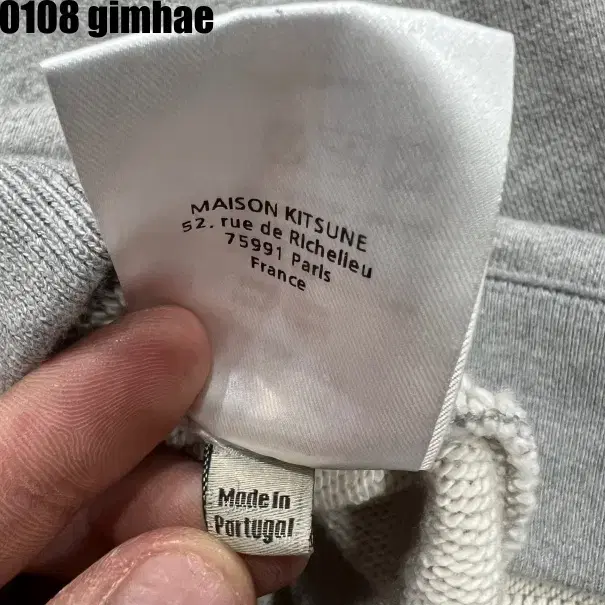 0108 gimhae
MAISON KITSUNE
52. rue de Richelieu
75991 Paris
France
Made in
Portugal